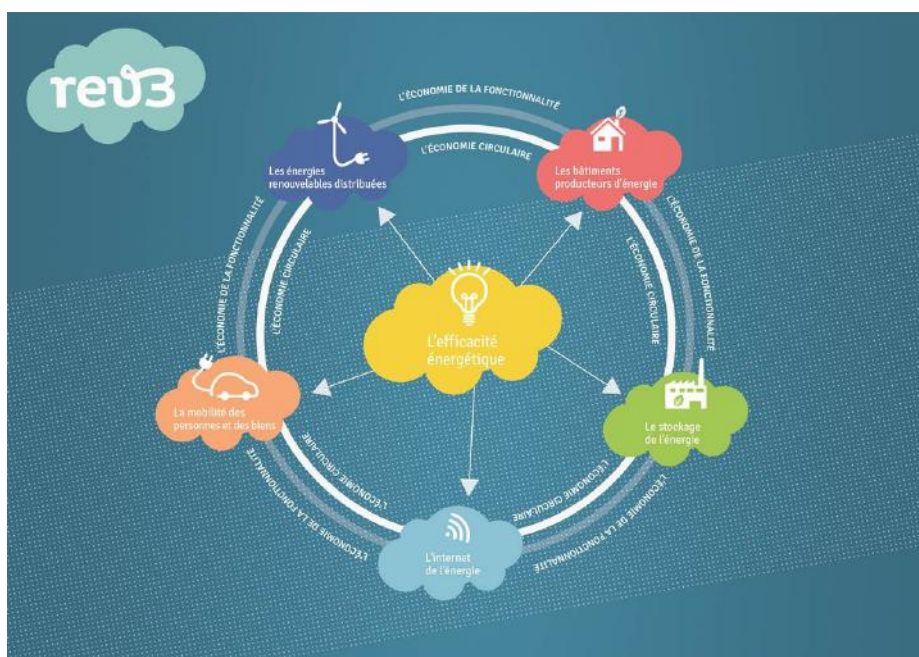 rev3
L'ÉCONOMIE DE LA FONCTIONNALITÉ
L'ÉCONOMIE CIRCULAIRE
Les énergies
renouvelables distribuées
Les bâtiments
producteurs d'énergie
L'ÉCONOMIE DE LA FONCTIONNALITÉ
L'ÉCONOMIE CIRCULAIRE
L'ÉCONOMIE CIRCULAIRE
L'ÉCONOMIE DE LA FONCTIONNALITÉ
L'efficacité
énergétique
La mobilité des
personnes et des biens
Le stockage
de l'énergie
L'ÉCONOMIE DE LA FONCTIONNALITÉ
L'ÉCONOMIE CIRCULAIRE
L'ÉCONOMIE CIRCULAIRE
L'ÉCONOMIE DE LA FONCTIONNALITÉ
L'internet
de l'énergie